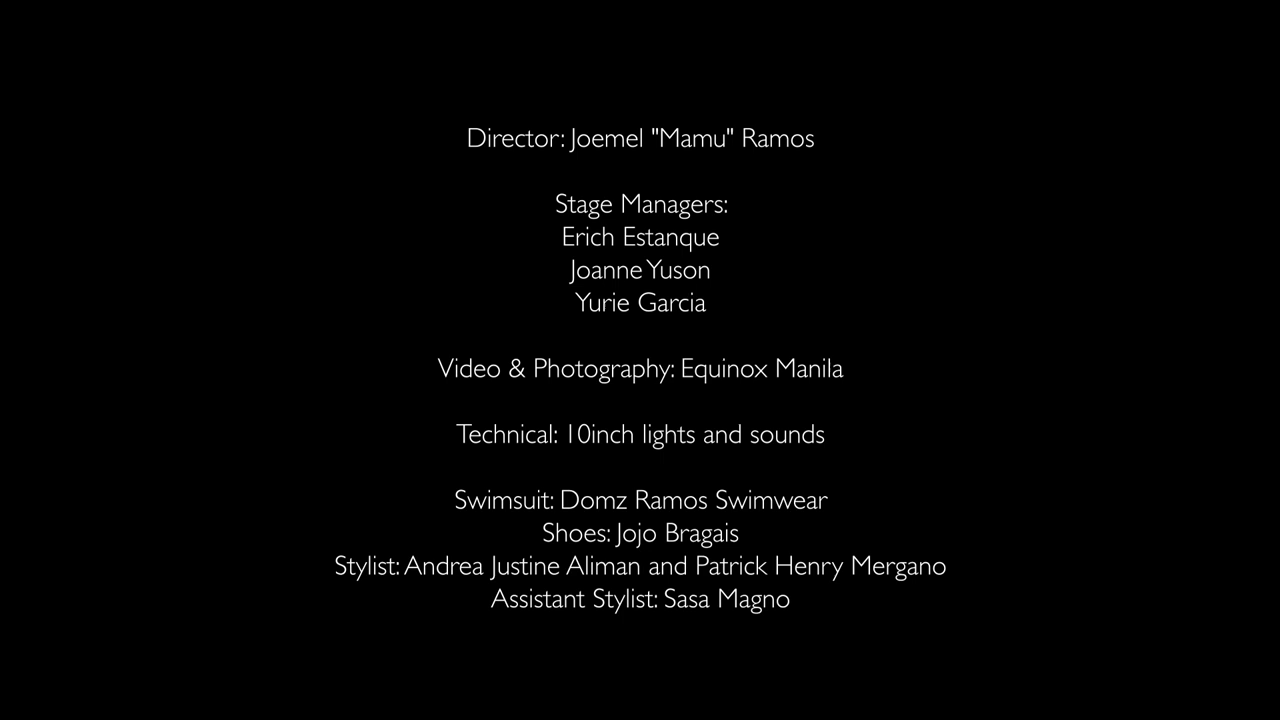 Director: Joemel "Mamu" Ramos
Stage Managers:
Erich Estanque
Joanne Yuson
Yurie Garcia
Video & Photography: Equinox Manila
Technical: 10inch lights and sounds
Swimsuit: Domz Ramos Swimwear
Shoes: Jojo Bragais
Stylist: Andrea Justine Aliman and Patrick Henry Mergano
Assistant Stylist: Sasa Magno